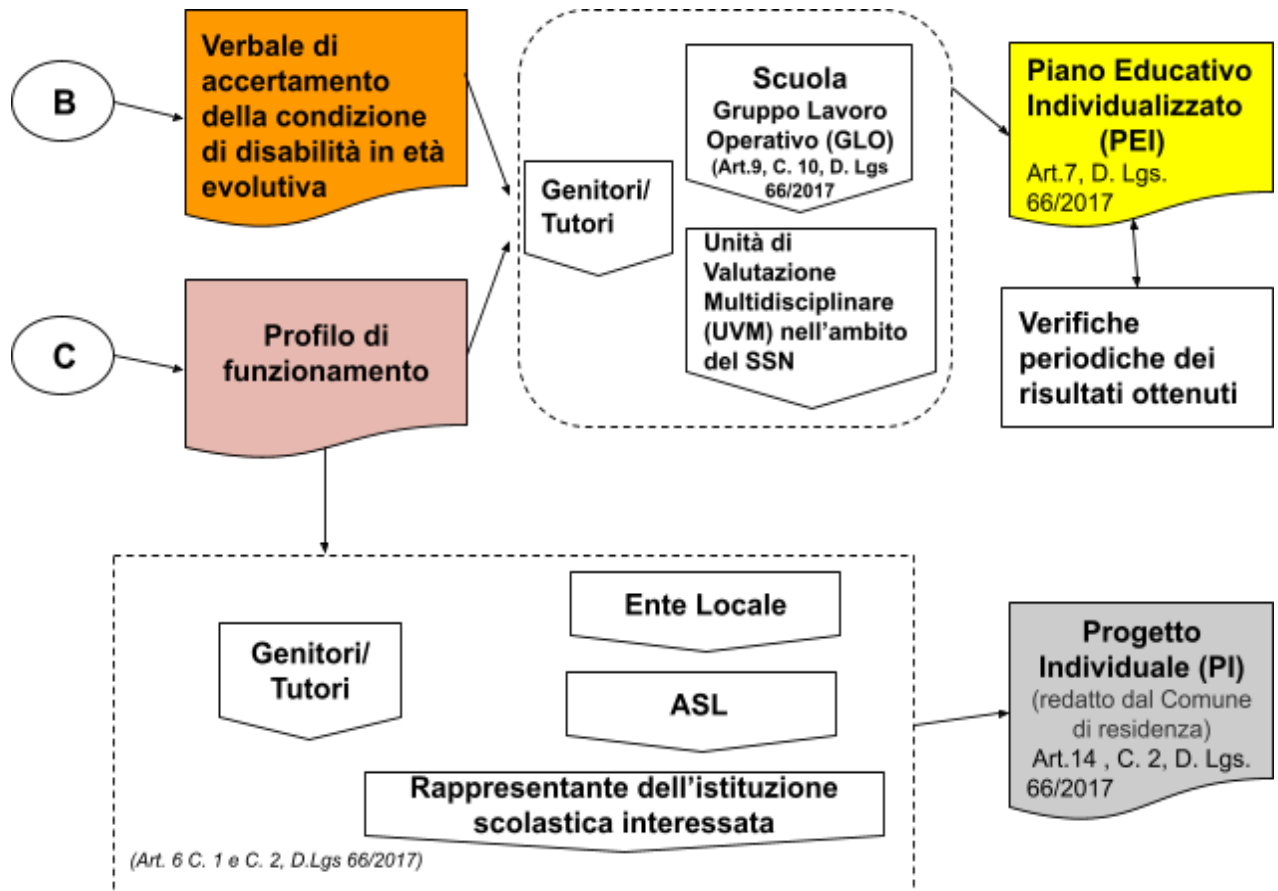 B
Verbale di
accertamento
della condizione
di disabilità in età
evolutiva
Genitori/
Tutori
Scuola
Gruppo Lavoro
Operativo (GLO)
(Art.9, C. 10, D. Lgs
66/2017
Unità di
Valutazione
Multidisciplinare
(UVM) nell'ambito
del SSN
Piano Educativo
Individualizzato
(PEI)
Art.7, D. Lgs.
66/2017
C
Profilo di
funzionamento
Verifiche
periodiche dei
risultati ottenuti
Genitori/
Tutori
Ente Locale
ASL
Rappresentante dell'istituzione
scolastica interessata
(Art. 6 C. 1 e C. 2, D.Lgs 66/2017)
Progetto
Individuale (PI)
(redatto dal Comune
di residenza)
Art.14 , C. 2, D. Lgs.
66/2017